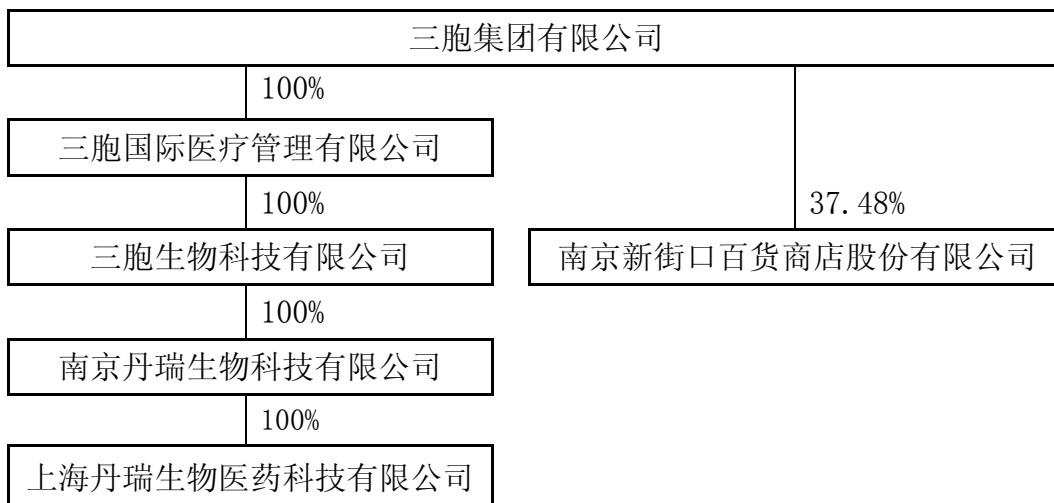 三胞集团有限公司
100%
三胞国际医疗管理有限公司
100%
37.48%
三胞生物科技有限公司
南京新街口百货商店股份有限公司
100%
南京丹瑞生物科技有限公司
100%
上海丹瑞生物医药科技有限公司